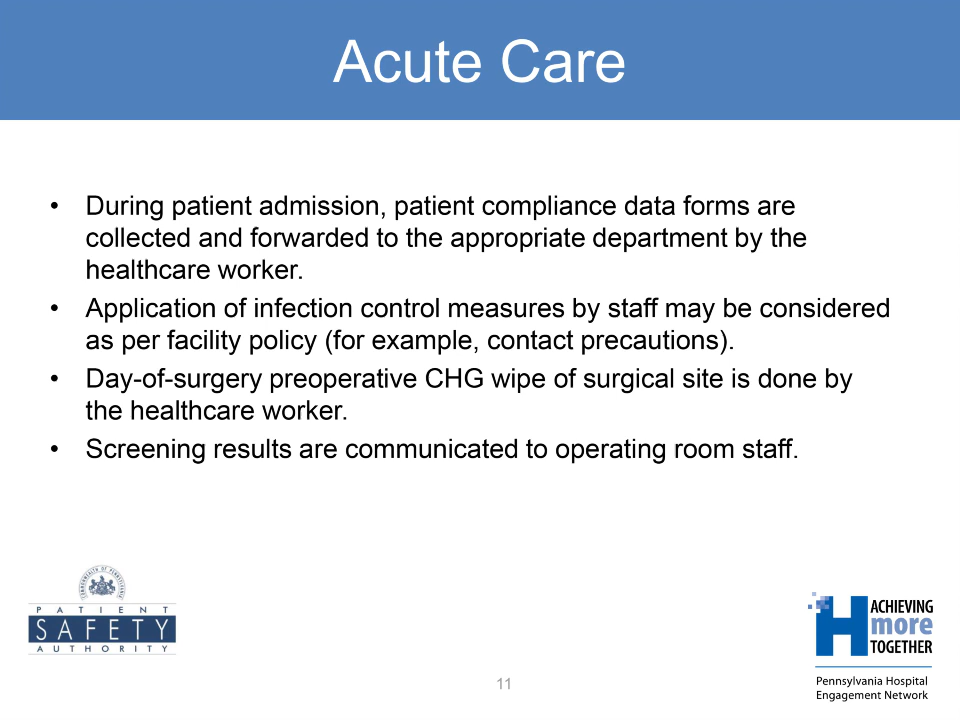 Acute Care
• During patient admission, patient compliance data forms are
collected and forwarded to the appropriate department by the
healthcare worker.
• Application of infection control measures by staff may be considered
as per facility policy (for example, contact precautions).
• Day-of-surgery preoperative CHG wipe of surgical site is done by
the healthcare worker.
• Screening results are communicated to operating room staff.
COMMONWEALTH OF PENNSYLVANIA
PATIENT
SAFETY
AUTHORITY
ACHIEVING
more
TOGETHER
Pennsylvania Hospital
Engagement Network
11